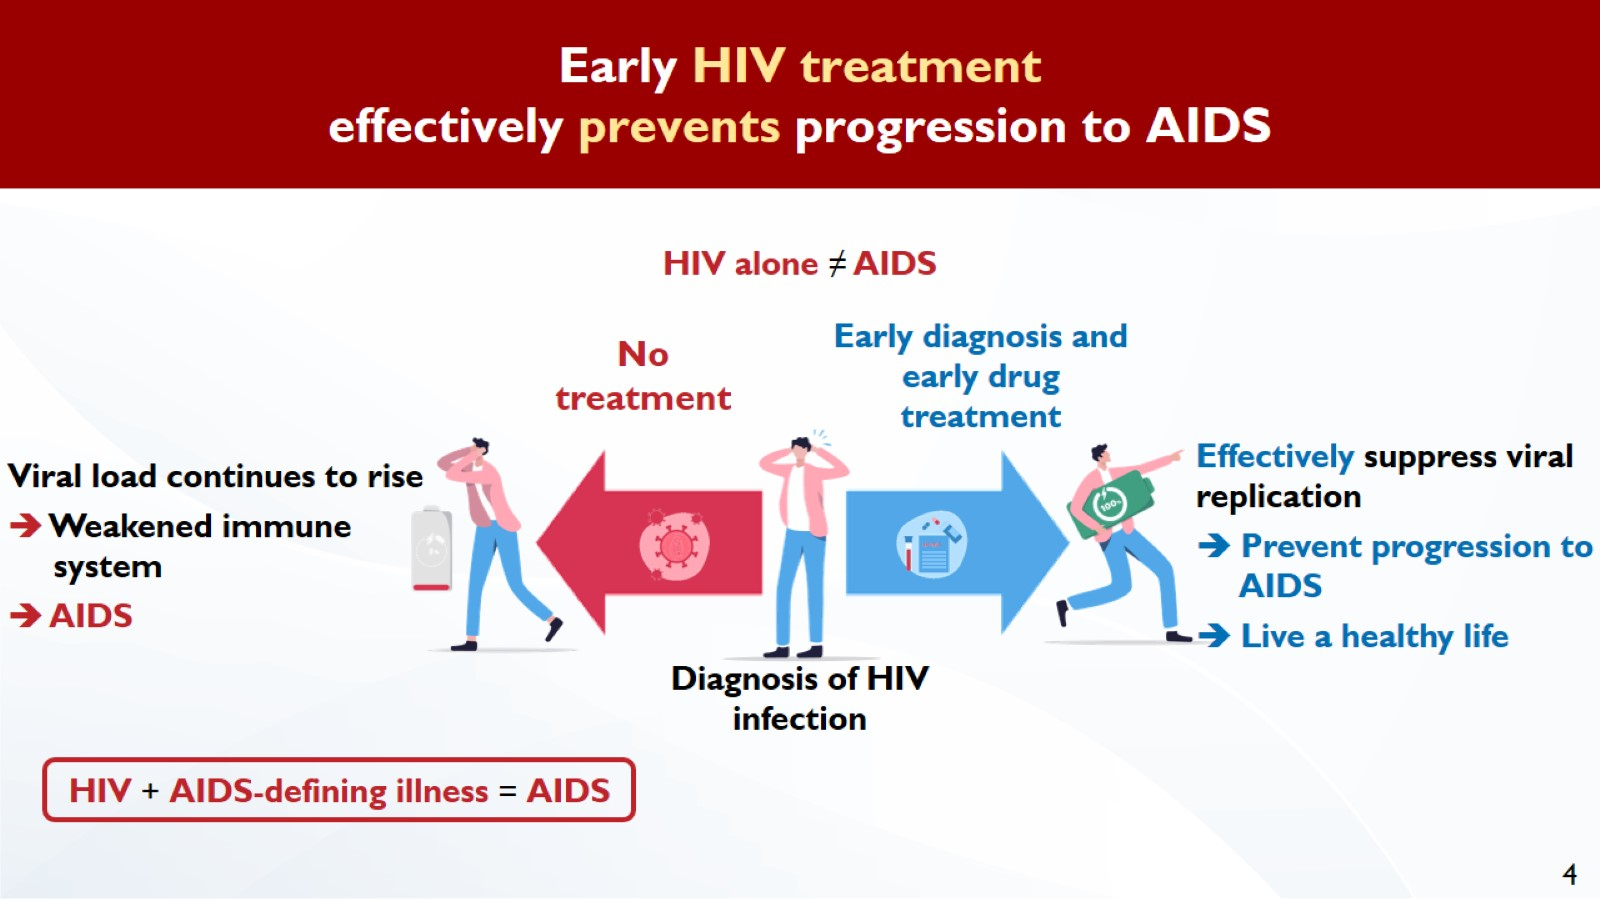 Early HIV treatment
effectively prevents progression to AIDS
HIV alone ≠ AIDS
No
treatment
Early diagnosis and
early drug
treatment
Viral load continues to rise
➔ Weakened immune
system
➔ AIDS
100%
Effectively suppress viral
replication
➔ Prevent progression to
AIDS
➔ Live a healthy life
Diagnosis of HIV
infection
HIV + AIDS-defining illness = AIDS
4